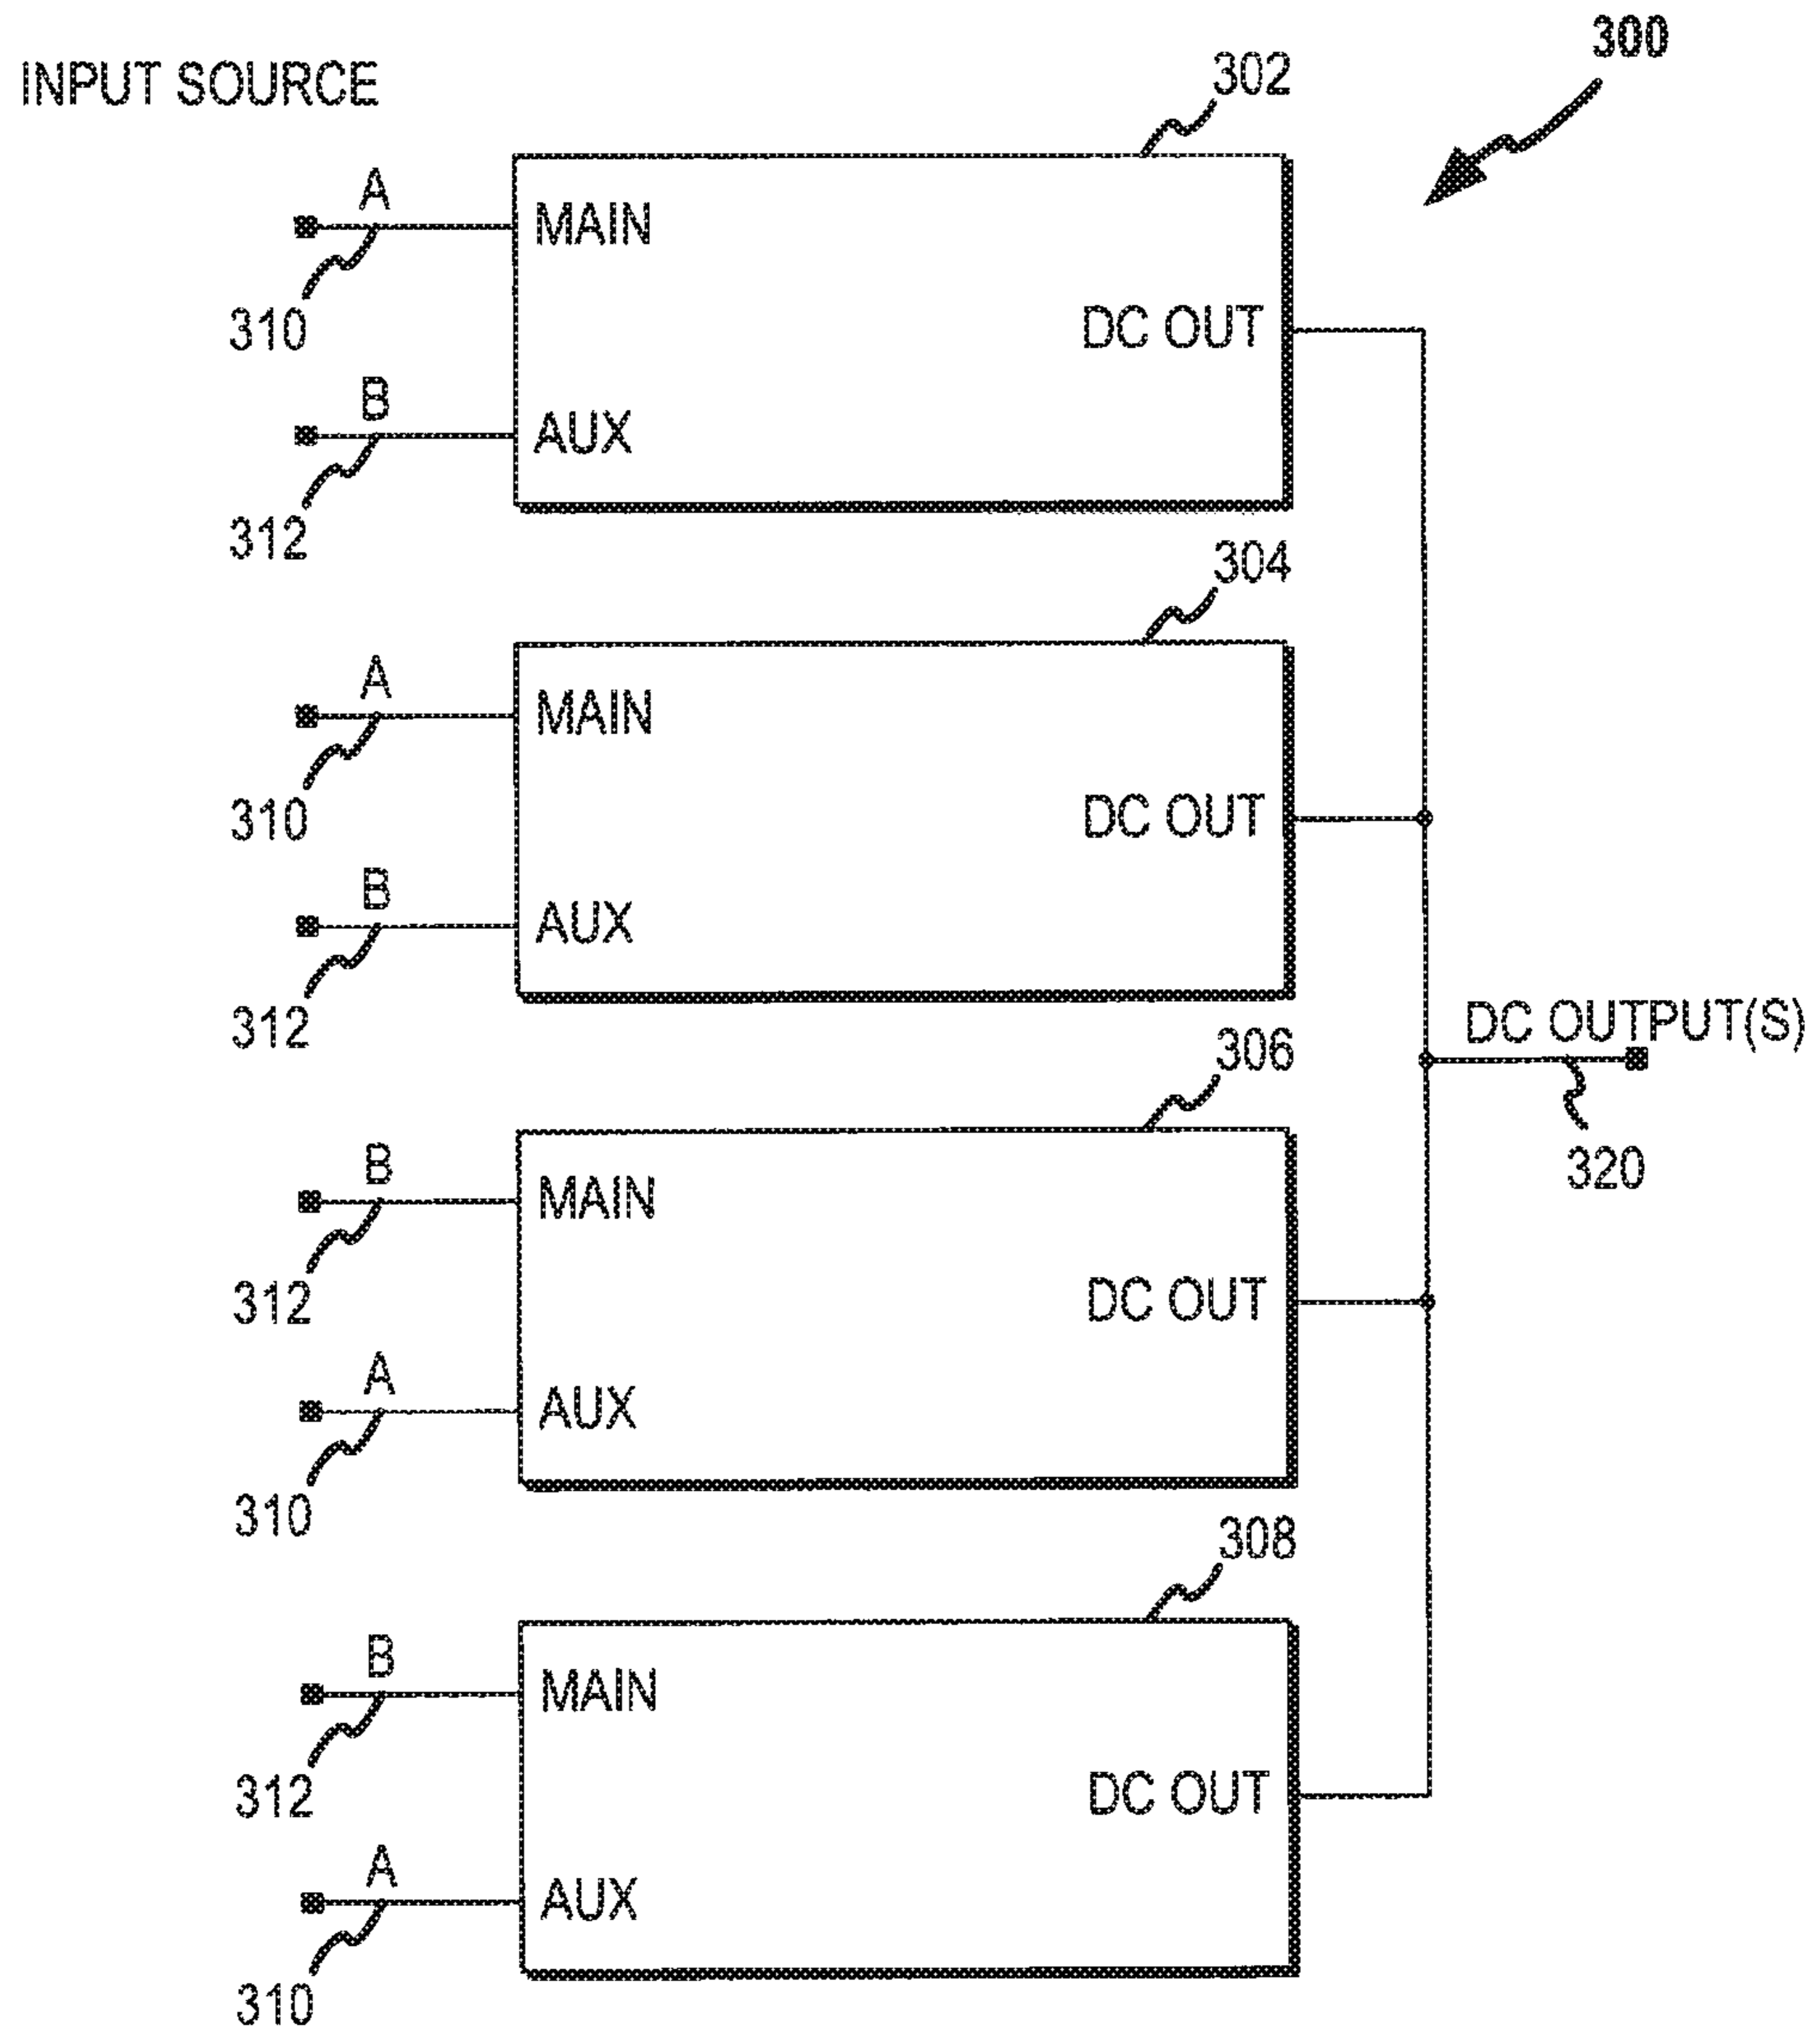 300
INPUT SOURCE
302
A
MAIN
310
DC OUT
B
AUX
312
304
A
MAIN
310
DC OUT
B
AUX
312
DC OUTPUT(S)
320
306
B
MAIN
312
DC OUT
A
AUX
310
308
B
MAIN
312
DC OUT
A
AUX
310